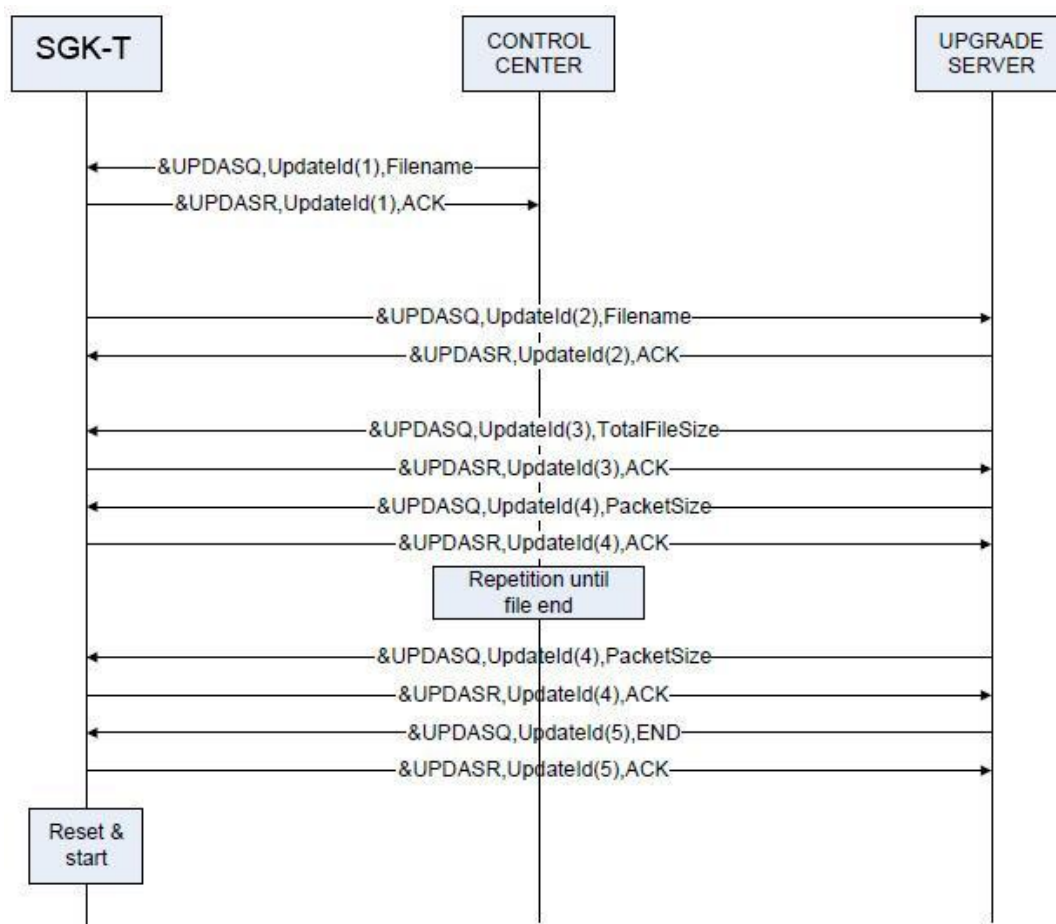 SGK-T
CONTROL
CENTER
UPGRADE
SERVER
&UPDASQ,UpdateId(1),Filename
&UPDASR,UpdateId(1),ACK
&UPDASQ,UpdateId(2),Filename
&UPDASR,UpdateId(2),ACK
&UPDASQ,UpdateId(3),TotalFileSize
&UPDASR,UpdateId(3),ACK
&UPDASQ,UpdateId(4),PacketSize
&UPDASR,UpdateId(4),ACK
Repetition until
file end
&UPDASQ,UpdateId(4),PacketSize
&UPDASR,UpdateId(4),ACK
&UPDASQ,UpdateId(5),END
&UPDASR,UpdateId(5),ACK
Reset &
start